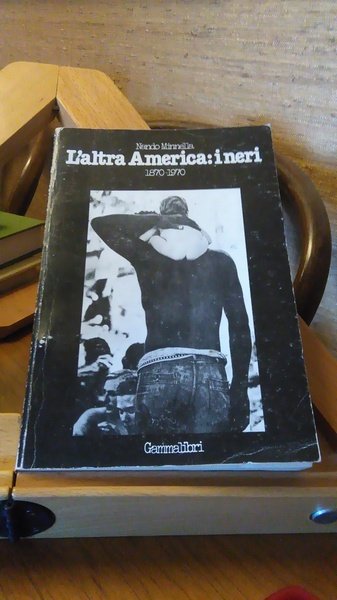 Nando Minnella
L'altra America: i neri
1870-1970
Gammalibri